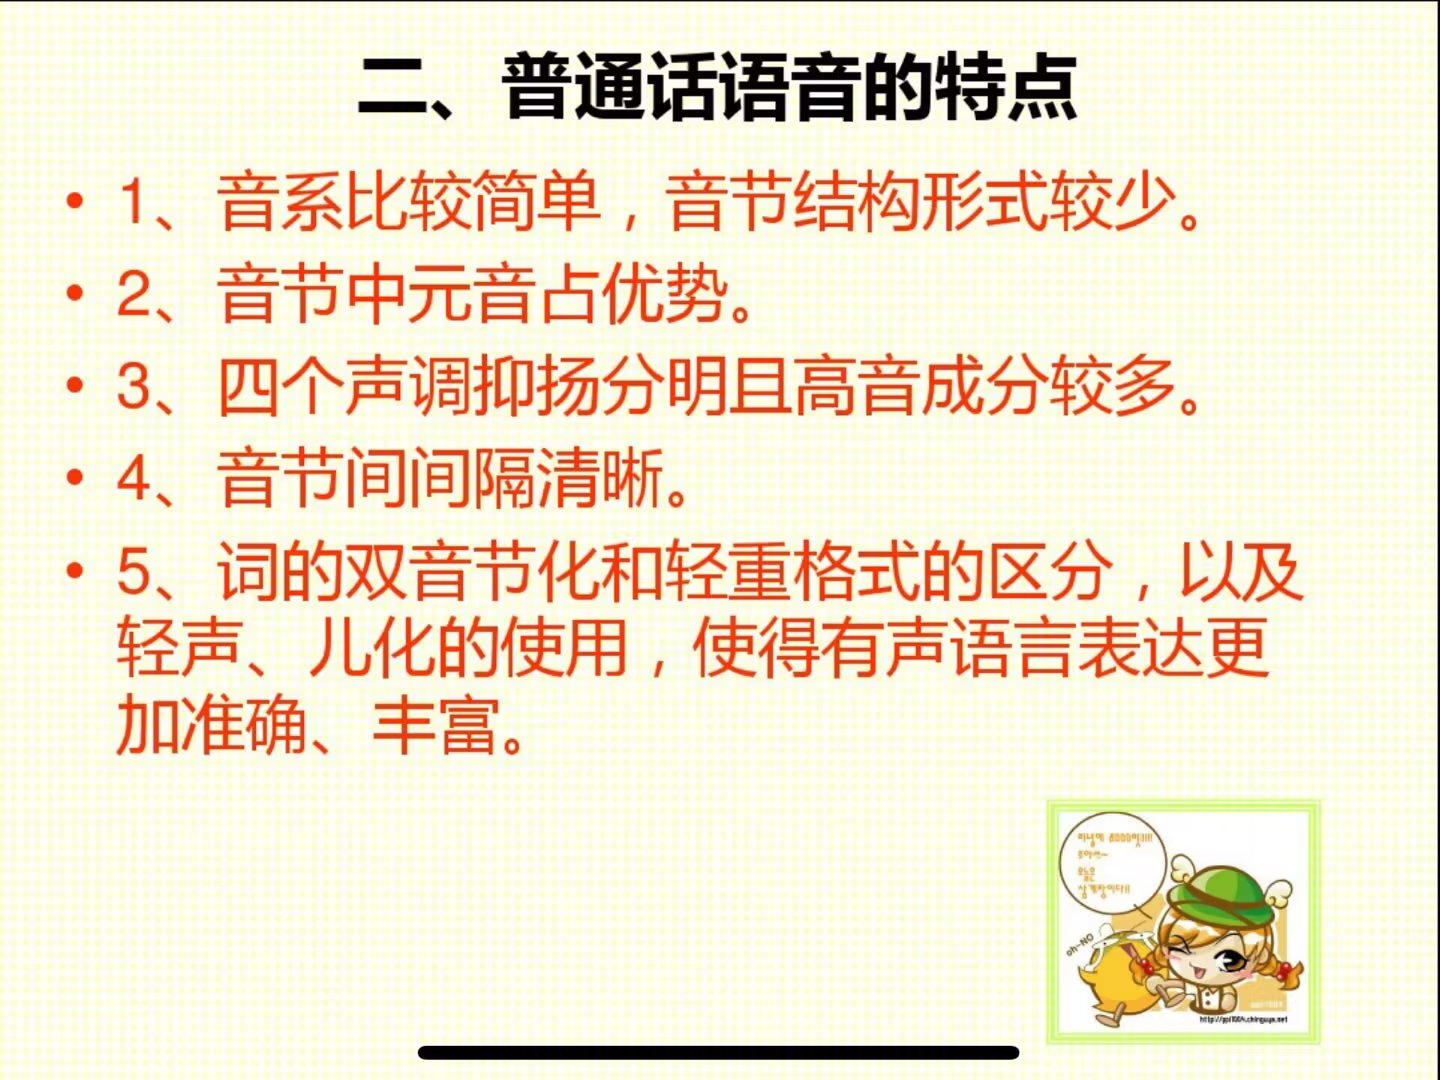 二、普通话语音的特点
• 1、音系比较简单，音节结构形式较少。
• 2、音节中元音占优势。
• 3、四个声调抑扬分明且高音成分较多。
• 4、音节间间隔清晰。
• 5、词的双音节化和轻重格式的区分，以及
轻声、儿化的使用，使得有声语言表达更
加准确、丰富。
오늘은
oh~NO